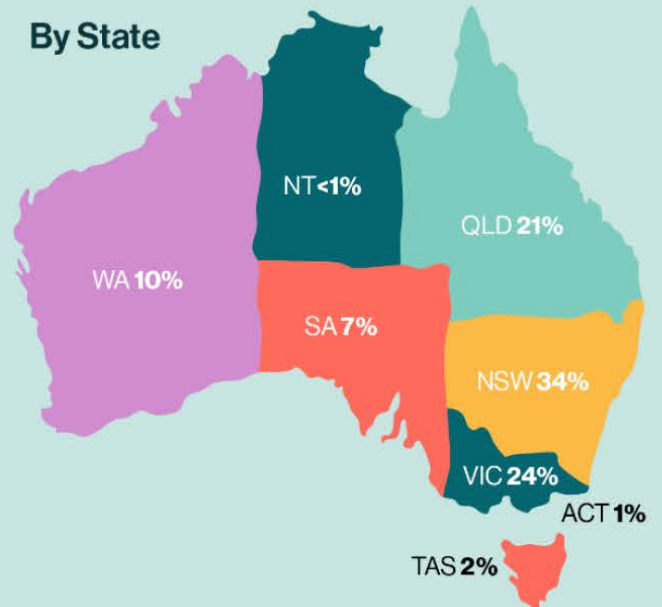 By State
NT<1%
QLD 21%
WA 10%
SA 7%
NSW 34%
VIC 24%
ACT 1%
TAS 2%